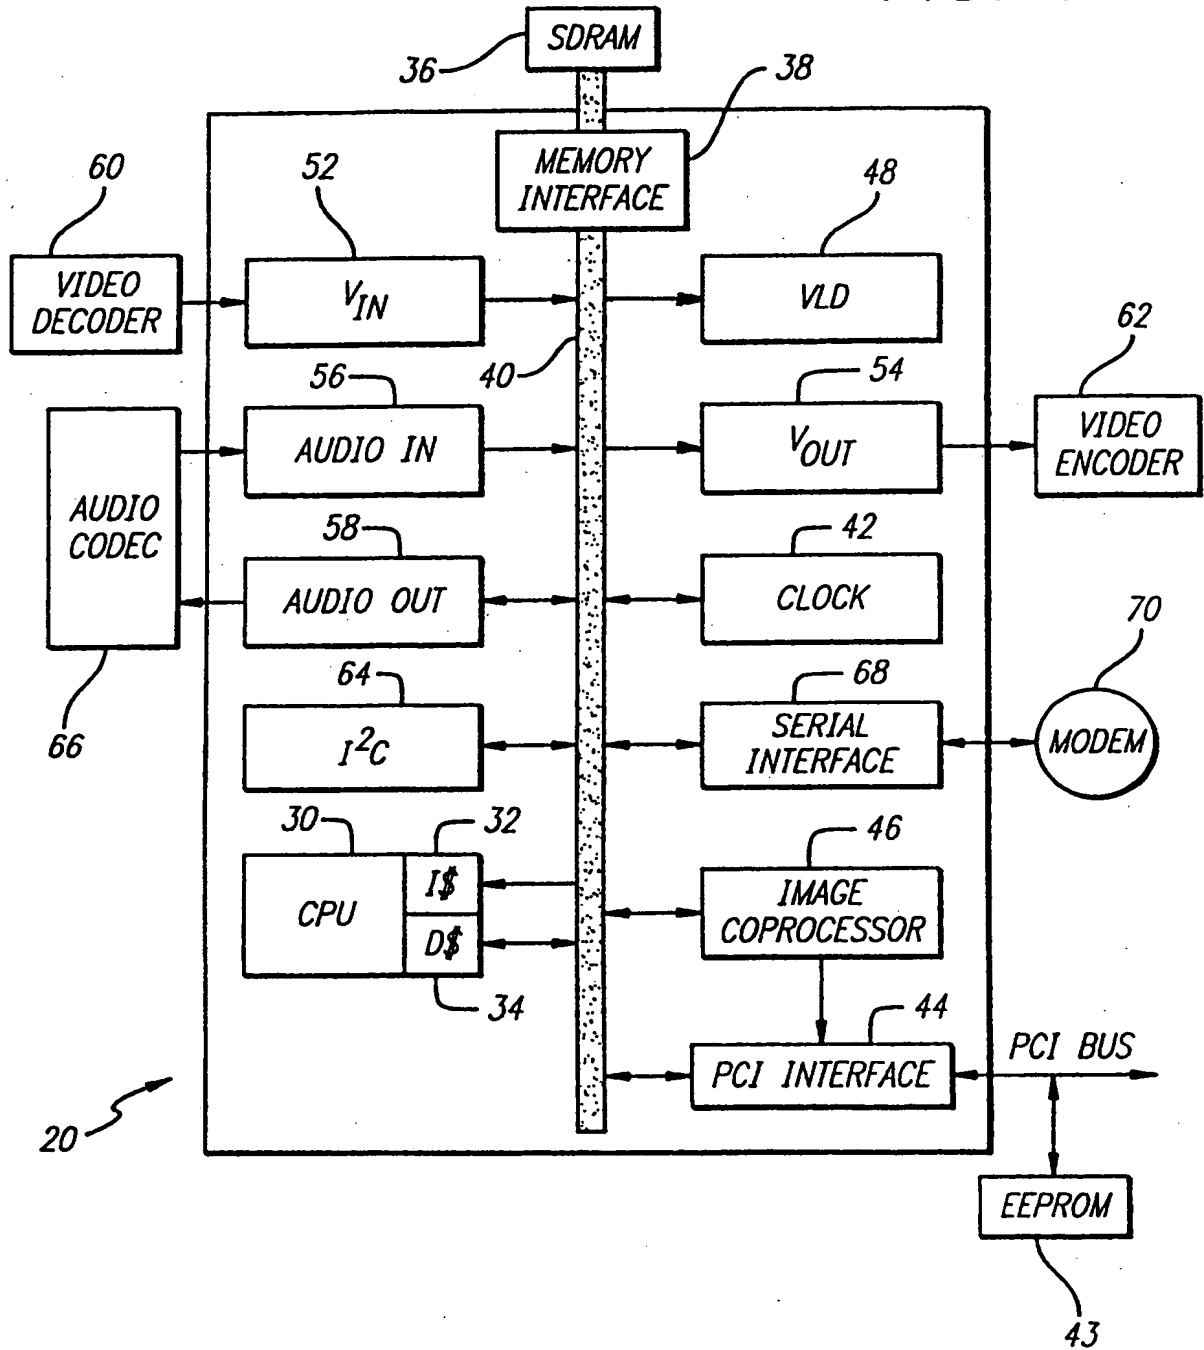 SDRAM
36
38
MEMORY
INTERFACE
60
52
48
VIDEO
DECODER
V_IN
VLD
40
62
56
54
AUDIO IN
V_OUT
VIDEO
ENCODER
AUDIO
CODEC
58
42
AUDIO OUT
CLOCK
70
66
64
68
I²C
SERIAL
INTERFACE
MODEM
30
32
46
CPU
I$
D$
IMAGE
COPROCESSOR
34
44
PCI INTERFACE
PCI BUS
20
EEPROM
43